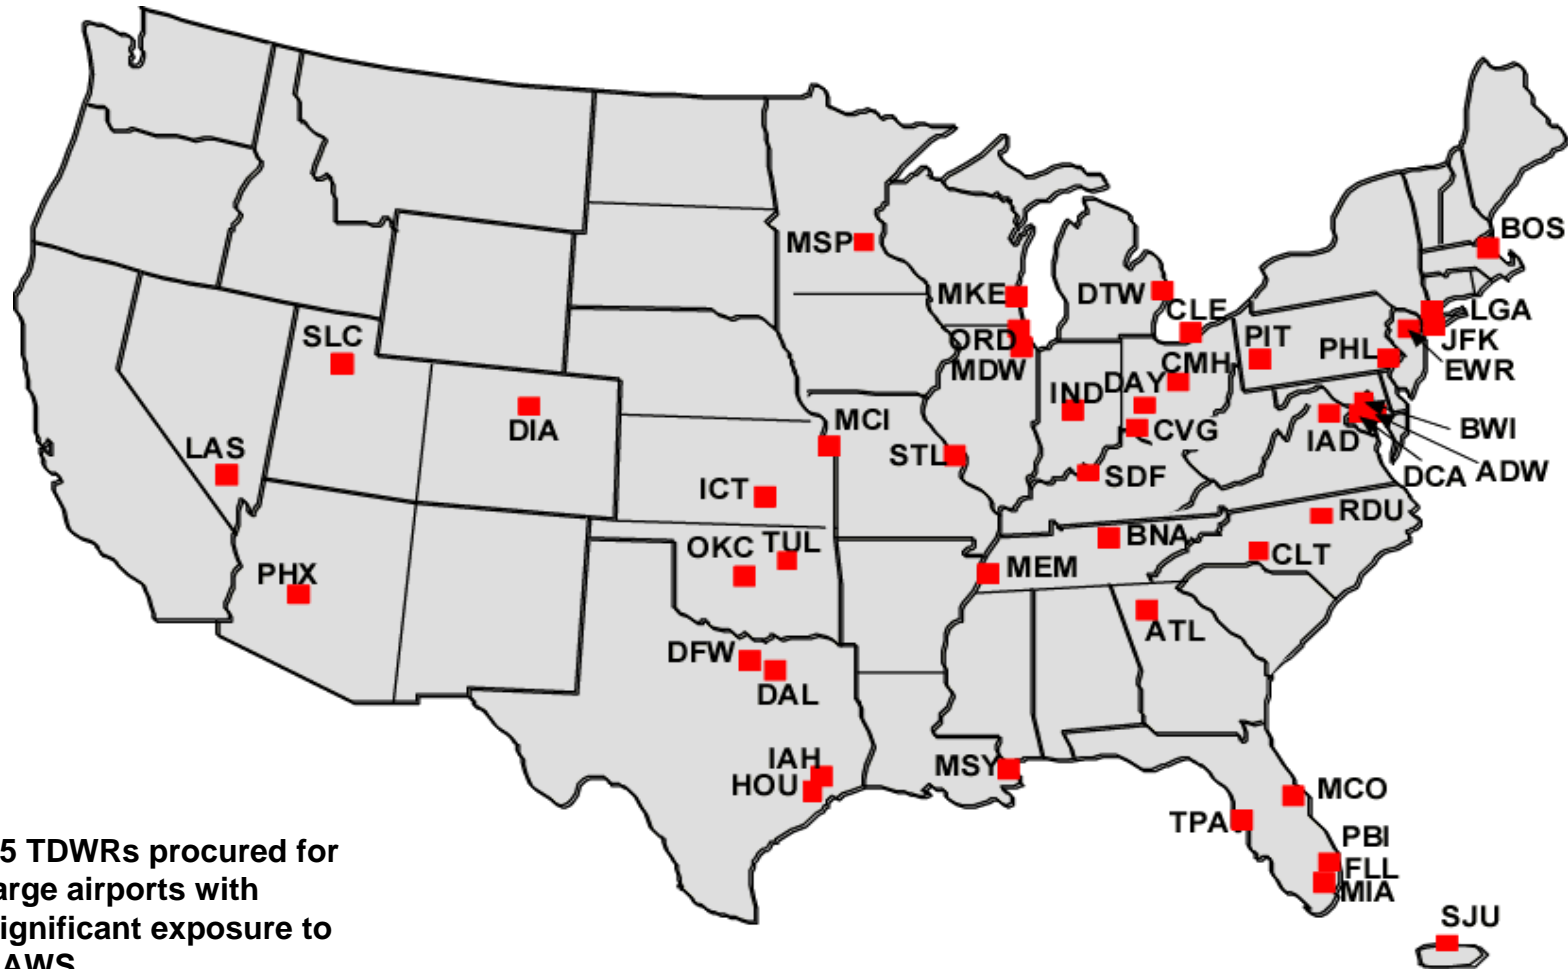 BOS
MSP
MKE
DTW
CLE
LGA
SLC
ORD
PIT
PHL
JFK
MDW
CMH
EWR
IND
DAY
DIA
MCI
CVG
IAD
BWI
LAS
STL
SDF
DCA
ADW
ICT
RDU
OKC
TUL
BNA
CLT
PHX
MEM
ATL
DFW
DAL
IAH
MSY
HOU
MCO
TPA
PBI
5 TDWRs procured for
FLL
arge airports with
MIA
ignificant exposure to
SJU
AWS